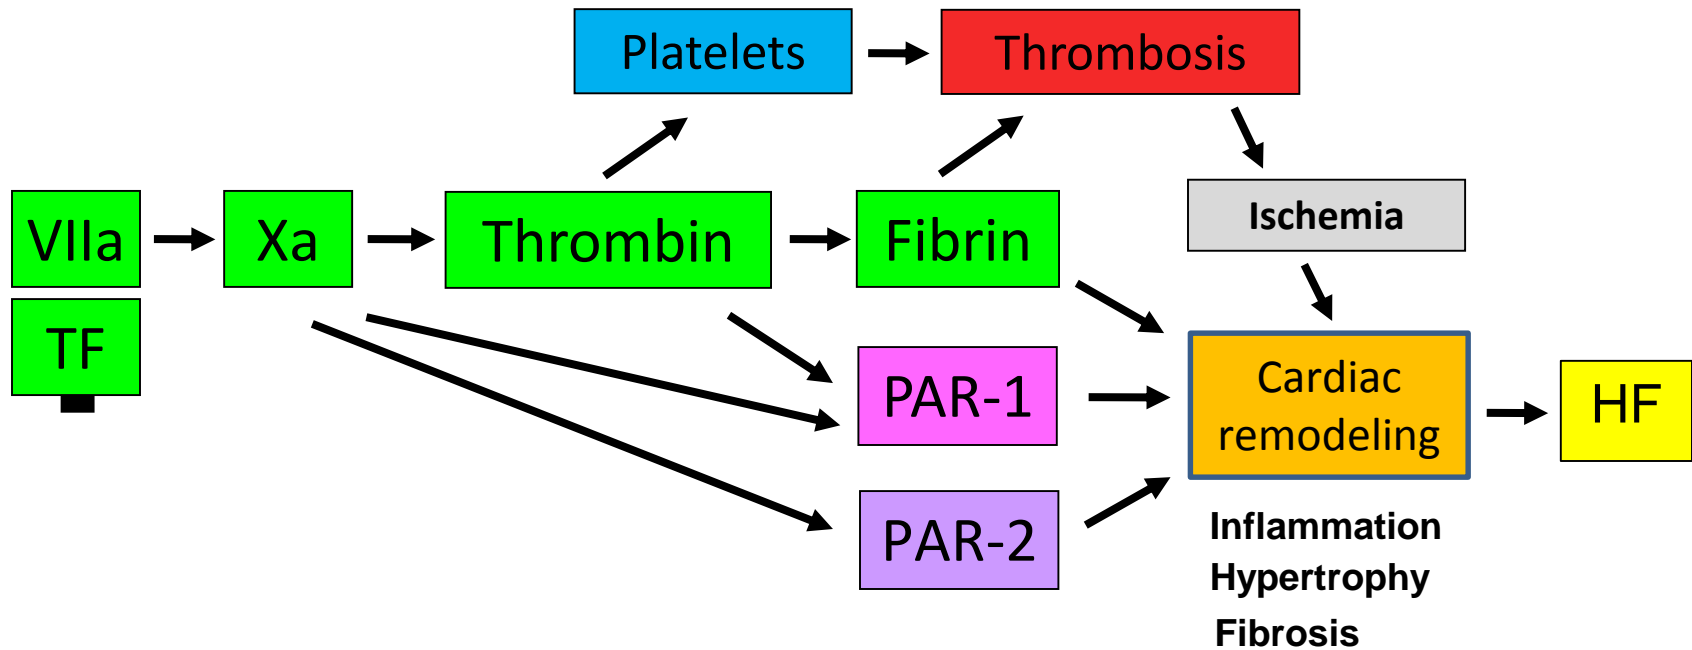 Platelets
Thrombosis
VIIa
Xa
Thrombin
Fibrin
Ischemia
TF
PAR-1
Cardiac
remodeling
HF
PAR-2
Inflammation
Hypertrophy
Fibrosis